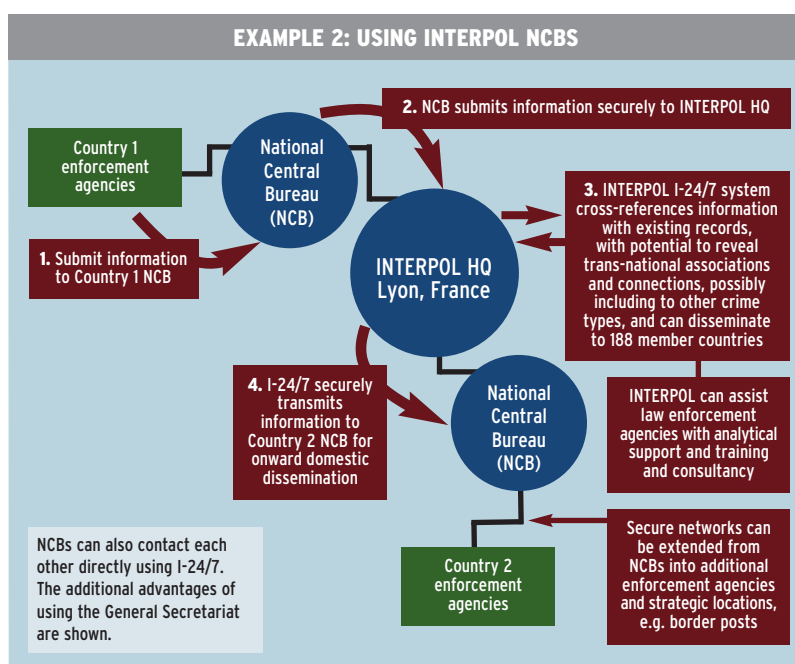 EXAMPLE 2: USING INTERPOL NCBS
2. NCB submits information securely to INTERPOL HQ
Country 1
enforcement
agencies
National
Central
Bureau
(NCB)
1. Submit information
to Country 1 NCB
INTERPOL HQ
Lyon, France
3. INTERPOL I-24/7 system
cross-references information
with existing records,
with potential to reveal
trans-national associations
and connections, possibly
including to other crime
types, and can disseminate
to 188 member countries
4. I-24/7 securely
transmits
information to
Country 2 NCB for
onward domestic
dissemination
National
Central
Bureau
(NCB)
INTERPOL can assist
law enforcement
agencies with analytical
support and training
and consultancy
NCBs can also contact each
other directly using I-24/7.
The additional advantages of
using the General Secretariat
are shown.
Country 2
enforcement
agencies
Secure networks can
be extended from
NCBs into additional
enforcement agencies
and strategic locations,
e.g. border posts